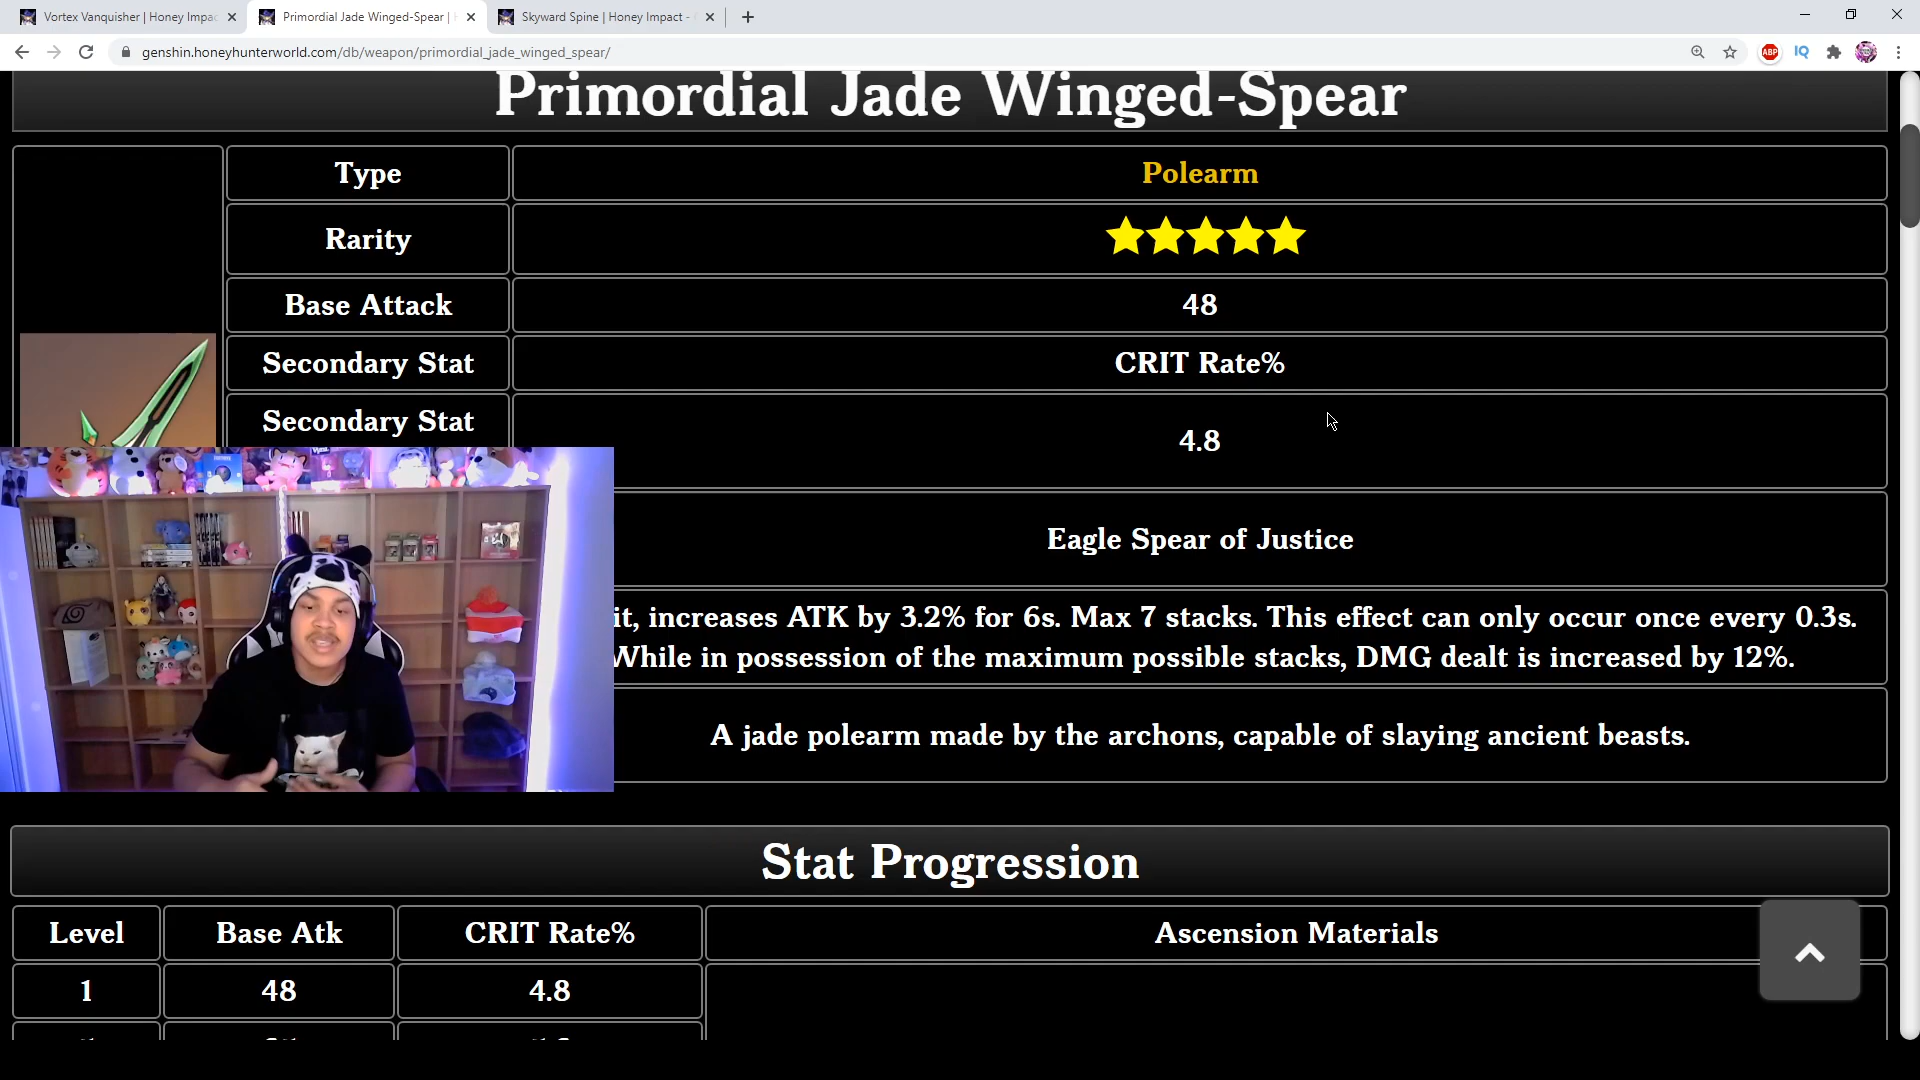 Vortex Vanquisher | Honey Impac
Primordial Jade Winged-Spear | H
Skyward Spine | Honey Impact -
genshin.honeyhunterworld.com/db/weapon/primordial_jade_winged_spear/
ABP
IQ
Primordial Jade Winged-Spear
Type
Polearm
Rarity
Base Attack
48
Secondary Stat
CRIT Rate%
Secondary Stat
4.8
Eagle Spear of Justice
it, increases ATK by 3.2% for 6s. Max 7 stacks. This effect can only occur once every 0.3s.
While in possession of the maximum possible stacks, DMG dealt is increased by 12%.
A jade polearm made by the archons, capable of slaying ancient beasts.
Stat Progression
Level
Base Atk
CRIT Rate%
Ascension Materials
1
48
4.8